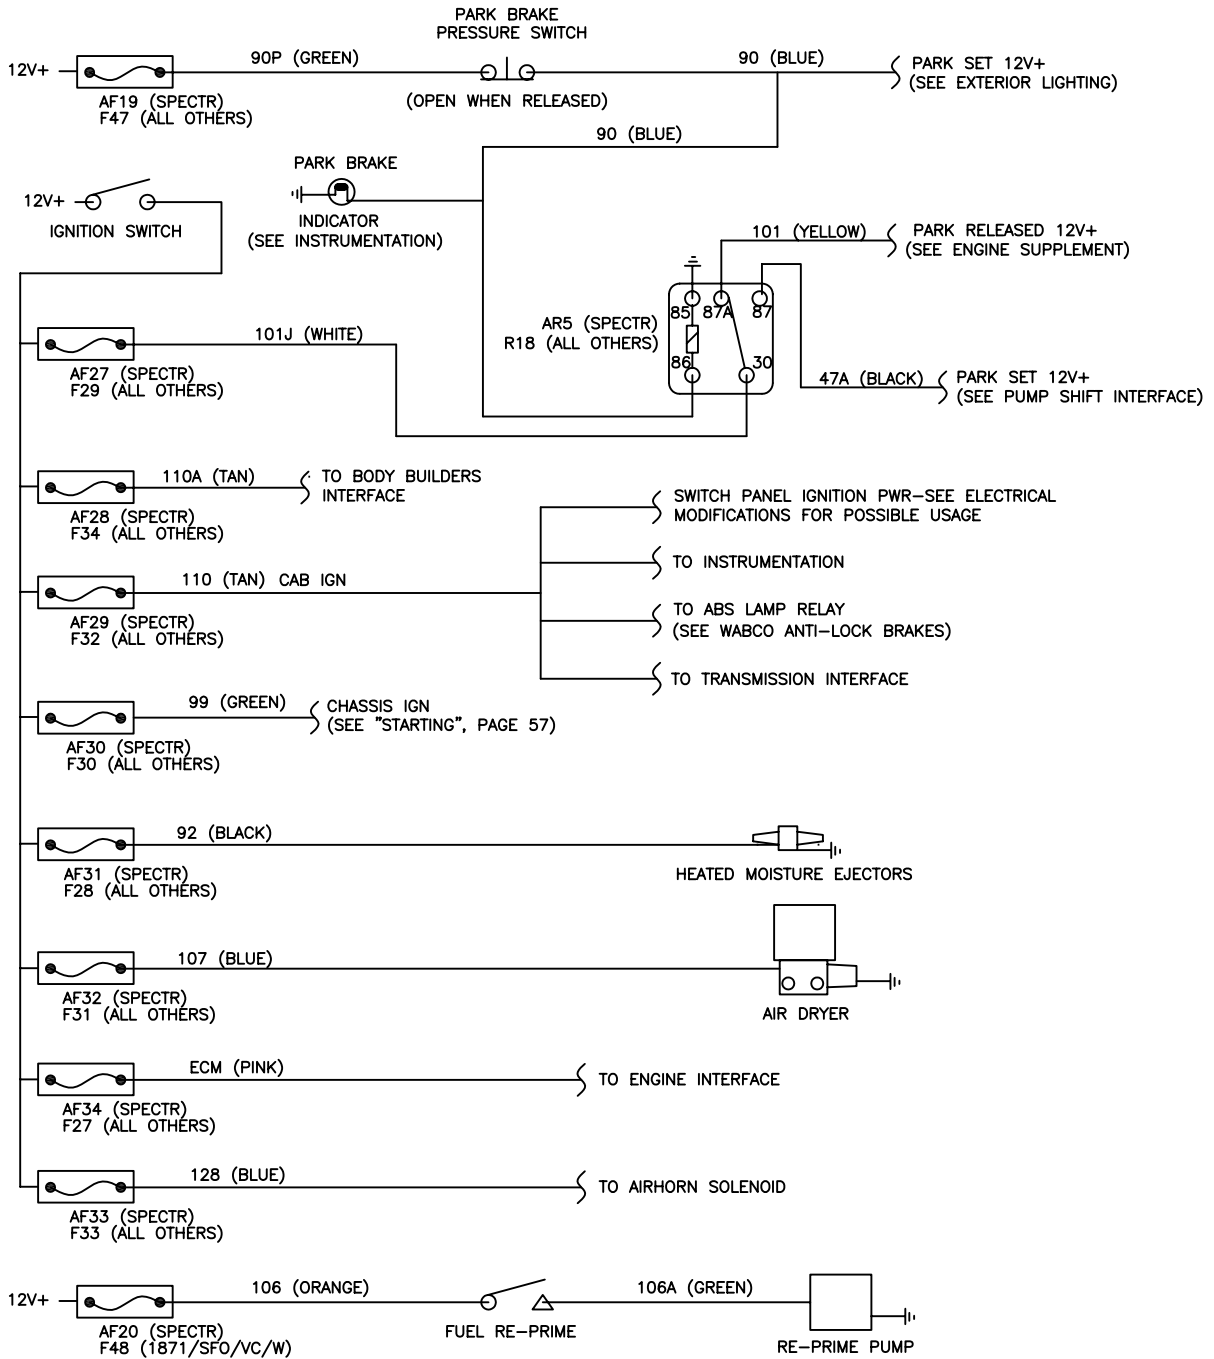 PARK BRAKE
PRESSURE SWITCH
12V+
90P (GREEN)
90 (BLUE)
PARK SET 12V+
(SEE EXTERIOR LIGHTING)
AF19 (SPECTR)
F47 (ALL OTHERS)
(OPEN WHEN RELEASED)
90 (BLUE)
PARK BRAKE
12V+
IGNITION SWITCH
INDICATOR
(SEE INSTRUMENTATION)
101 (YELLOW)
PARK RELEASED 12V+
(SEE ENGINE SUPPLEMENT)
85
87A
87
AR5 (SPECTR)
R18 (ALL OTHERS)
86
30
101J (WHITE)
AF27 (SPECTR)
F29 (ALL OTHERS)
47A (BLACK)
PARK SET 12V+
(SEE PUMP SHIFT INTERFACE)
110A (TAN)
TO BODY BUILDERS
INTERFACE
AF28 (SPECTR)
F34 (ALL OTHERS)
SWITCH PANEL IGNITION PWR-SEE ELECTRICAL
MODIFICATIONS FOR POSSIBLE USAGE
110 (TAN) CAB IGN
TO INSTRUMENTATION
AF29 (SPECTR)
F32 (ALL OTHERS)
TO ABS LAMP RELAY
(SEE WABCO ANTI-LOCK BRAKES)
TO TRANSMISSION INTERFACE
99 (GREEN)
CHASSIS IGN
(SEE "STARTING", PAGE 57)
AF30 (SPECTR)
F30 (ALL OTHERS)
92 (BLACK)
AF31 (SPECTR)
F28 (ALL OTHERS)
HEATED MOISTURE EJECTORS
107 (BLUE)
AF32 (SPECTR)
F31 (ALL OTHERS)
AIR DRYER
ECM (PINK)
TO ENGINE INTERFACE
AF34 (SPECTR)
F27 (ALL OTHERS)
128 (BLUE)
TO AIRHORN SOLENOID
AF33 (SPECTR)
F33 (ALL OTHERS)
12V+
106 (ORANGE)
106A (GREEN)
AF20 (SPECTR)
F48 (1871/SFO/VC/W)
FUEL RE-PRIME
RE-PRIME PUMP